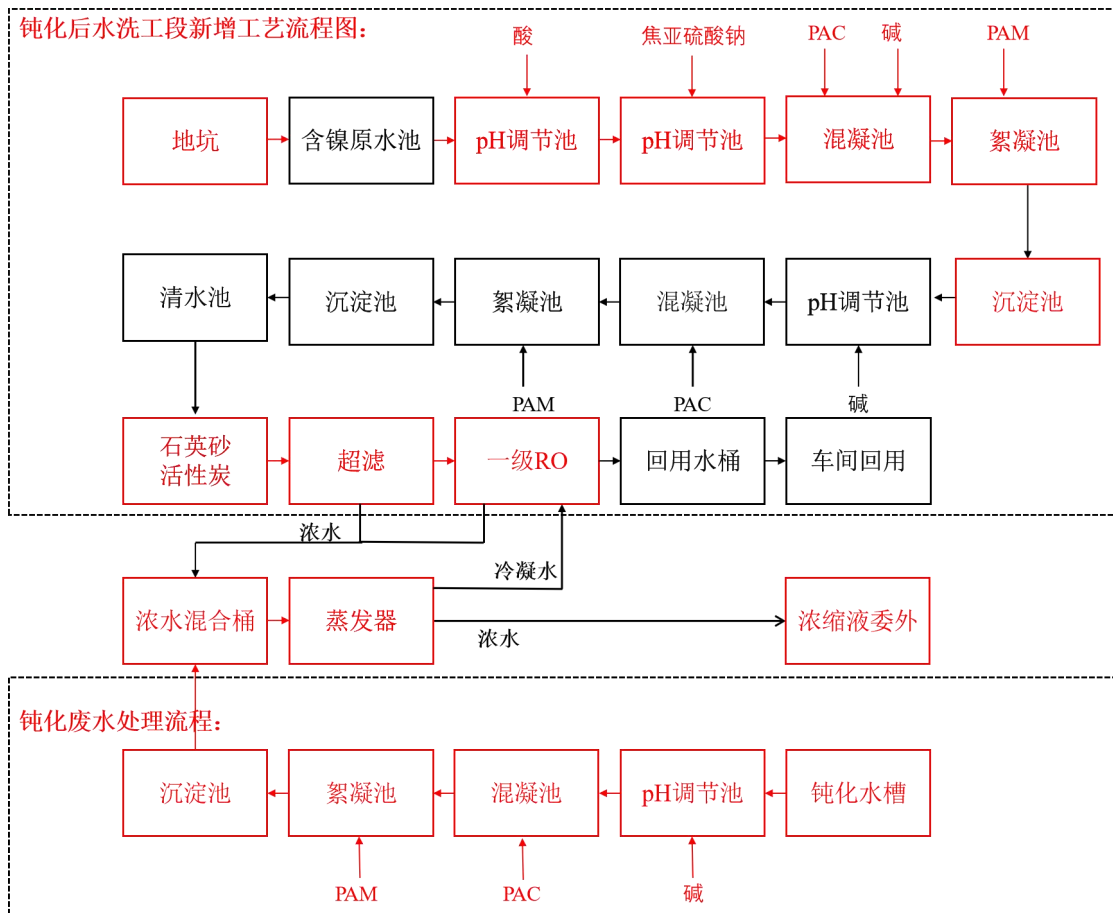 钝化后水洗工段新增工艺流程图：
酸
焦亚硫酸钠
PAC
碱
PAM
地坑
含镍原水池
pH调节池
pH调节池
混凝池
絮凝池
清水池
沉淀池
絮凝池
混凝池
pH调节池
沉淀池
PAM
PAC
碱
石英砂
活性炭
超滤
一级RO
回用水桶
车间回用
浓水
冷凝水
浓水混合桶
蒸发器
浓水
浓缩液委外
钝化废水处理流程：
沉淀池
絮凝池
混凝池
pH调节池
钝化水槽
PAM
PAC
碱